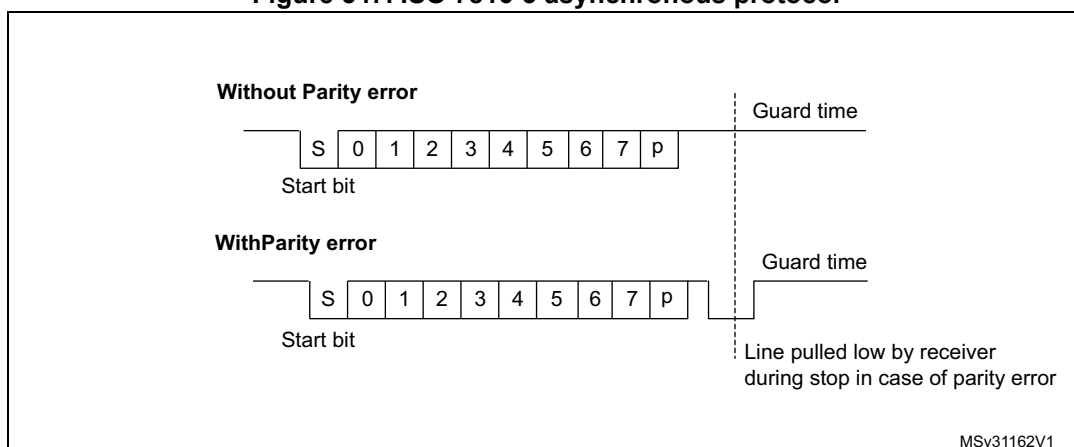 Without Parity error
Guard time
S 0 1 2 3 4 5 6 7 p
Start bit
WithParity error
Guard time
S 0 1 2 3 4 5 6 7 p
Start bit
Line pulled low by receiver
during stop in case of parity error
MSv31162V1